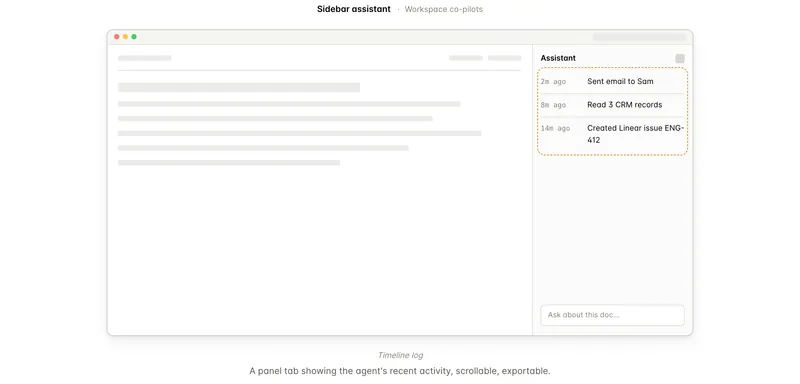 Sidebar assistant · Workspace co-pilots
Assistant
2m ago Sent email to Sam
8m ago Read 3 CRM records
14m ago Created Linear issue ENG-
412
Ask about this doc...
Timeline log
A panel tab showing the agent's recent activity, scrollable, exportable.